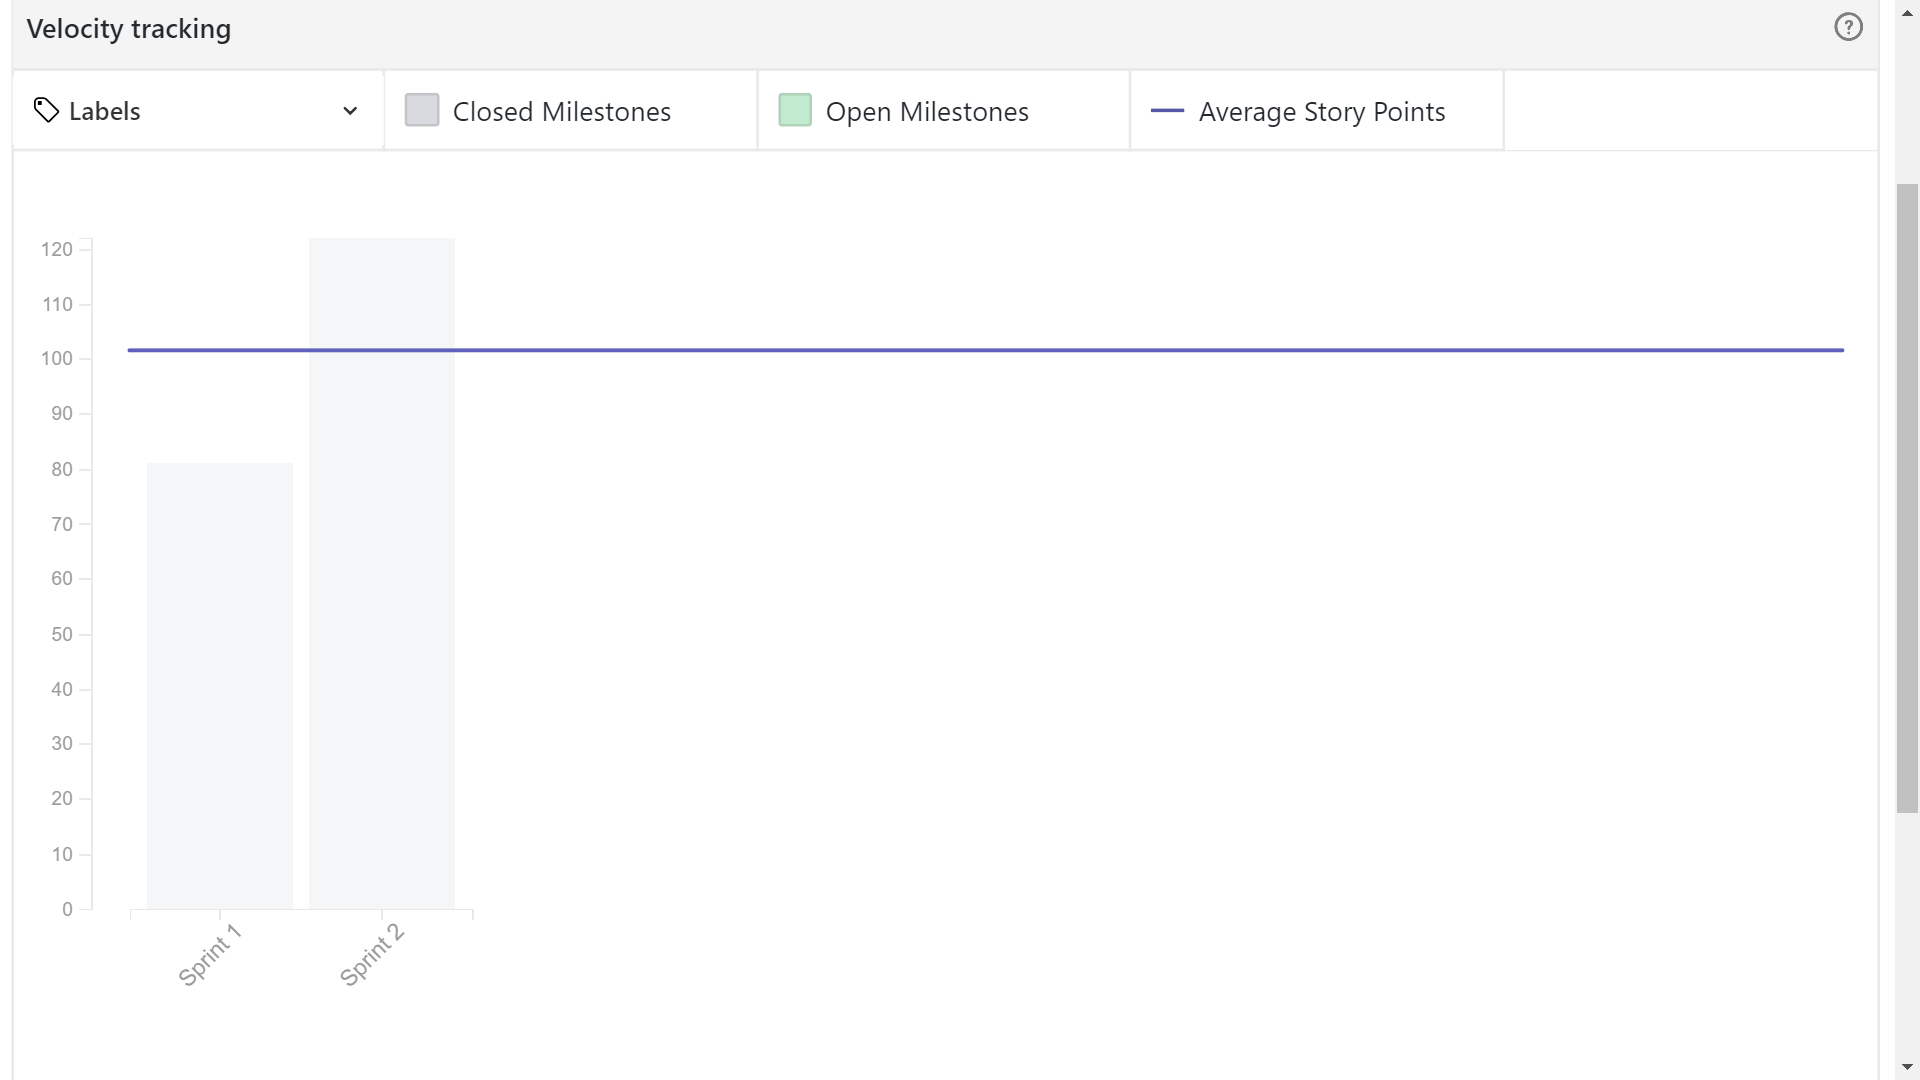 Velocity tracking
?
Labels
Closed Milestones
Open Milestones
Average Story Points
120
110
100
90
80
70
60
50
40
30
20
10
0
Sprint 1
Sprint 2